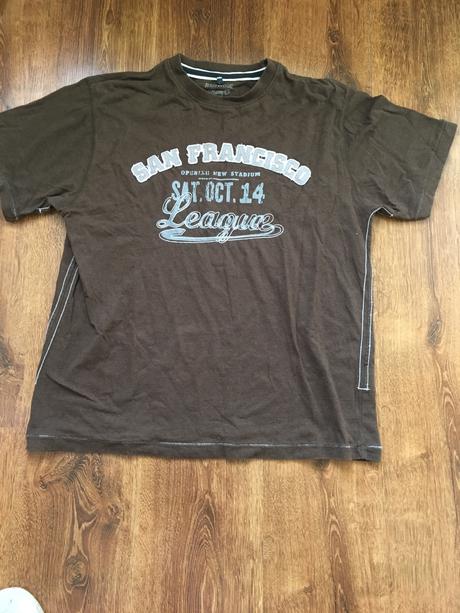 SAN FRANCISCO
OPENING NEW STADIUM
SAT. OCT. 14
League